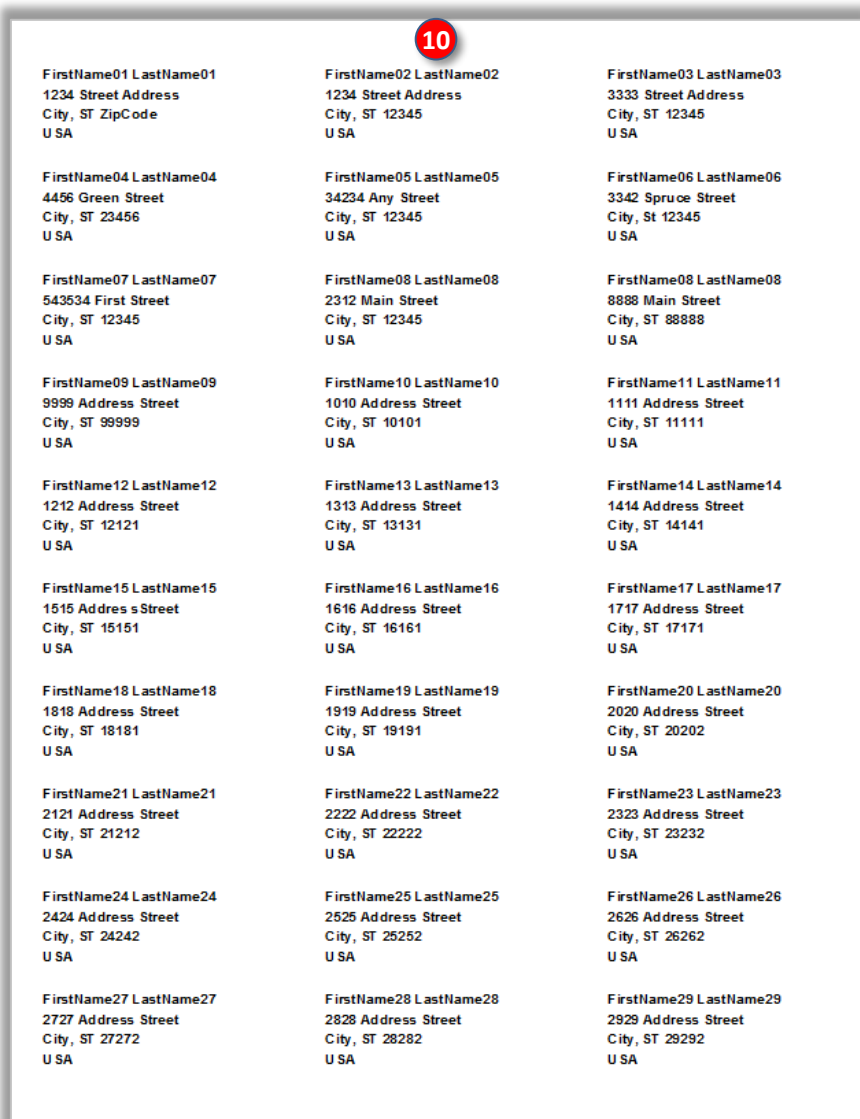 10
FirstName01 LastName01
1234 Street Address
City, ST ZipCode
USA
FirstName02 LastName02
1234 Street Address
City, ST 12345
USA
FirstName03 LastName03
3333 Street Address
City, ST 12345
USA
FirstName04 LastName04
4456 Green Street
City, ST 23456
USA
FirstName05 LastName05
34234 Any Street
City, ST 12345
USA
FirstName06 LastName06
3342 Spruce Street
City, St 12345
USA
FirstName07 LastName07
543534 First Street
City, ST 12345
USA
FirstName08 LastName08
2312 Main Street
City, ST 12345
USA
FirstName08 LastName08
8888 Main Street
City, ST 88888
USA
FirstName09 LastName09
9999 Address Street
City, ST 99999
USA
FirstName10 LastName10
1010 Address Street
City, ST 10101
USA
FirstName11 LastName11
1111 Address Street
City, ST 11111
USA
FirstName12 LastName12
1212 Address Street
City, ST 12121
USA
FirstName13 LastName13
1313 Address Street
City, ST 13131
USA
FirstName14 LastName14
1414 Address Street
City, ST 14141
USA
FirstName15 LastName15
1515 Address Street
City, ST 15151
USA
FirstName16 LastName16
1616 Address Street
City, ST 16161
USA
FirstName17 LastName17
1717 Address Street
City, ST 17171
USA
FirstName18 LastName18
1818 Address Street
City, ST 18181
USA
FirstName19 LastName19
1919 Address Street
City, ST 19191
USA
FirstName20 LastName20
2020 Address Street
City, ST 20202
USA
FirstName21 LastName21
2121 Address Street
City, ST 21212
USA
FirstName22 LastName22
2222 Address Street
City, ST 22222
USA
FirstName23 LastName23
2323 Address Street
City, ST 23232
USA
FirstName24 LastName24
2424 Address Street
City, ST 24242
USA
FirstName25 LastName25
2525 Address Street
City, ST 25252
USA
FirstName26 LastName26
2626 Address Street
City, ST 26262
USA
FirstName27 LastName27
2727 Address Street
City, ST 27272
USA
FirstName28 LastName28
2828 Address Street
City, ST 28282
USA
FirstName29 LastName29
2929 Address Street
City, ST 29292
USA